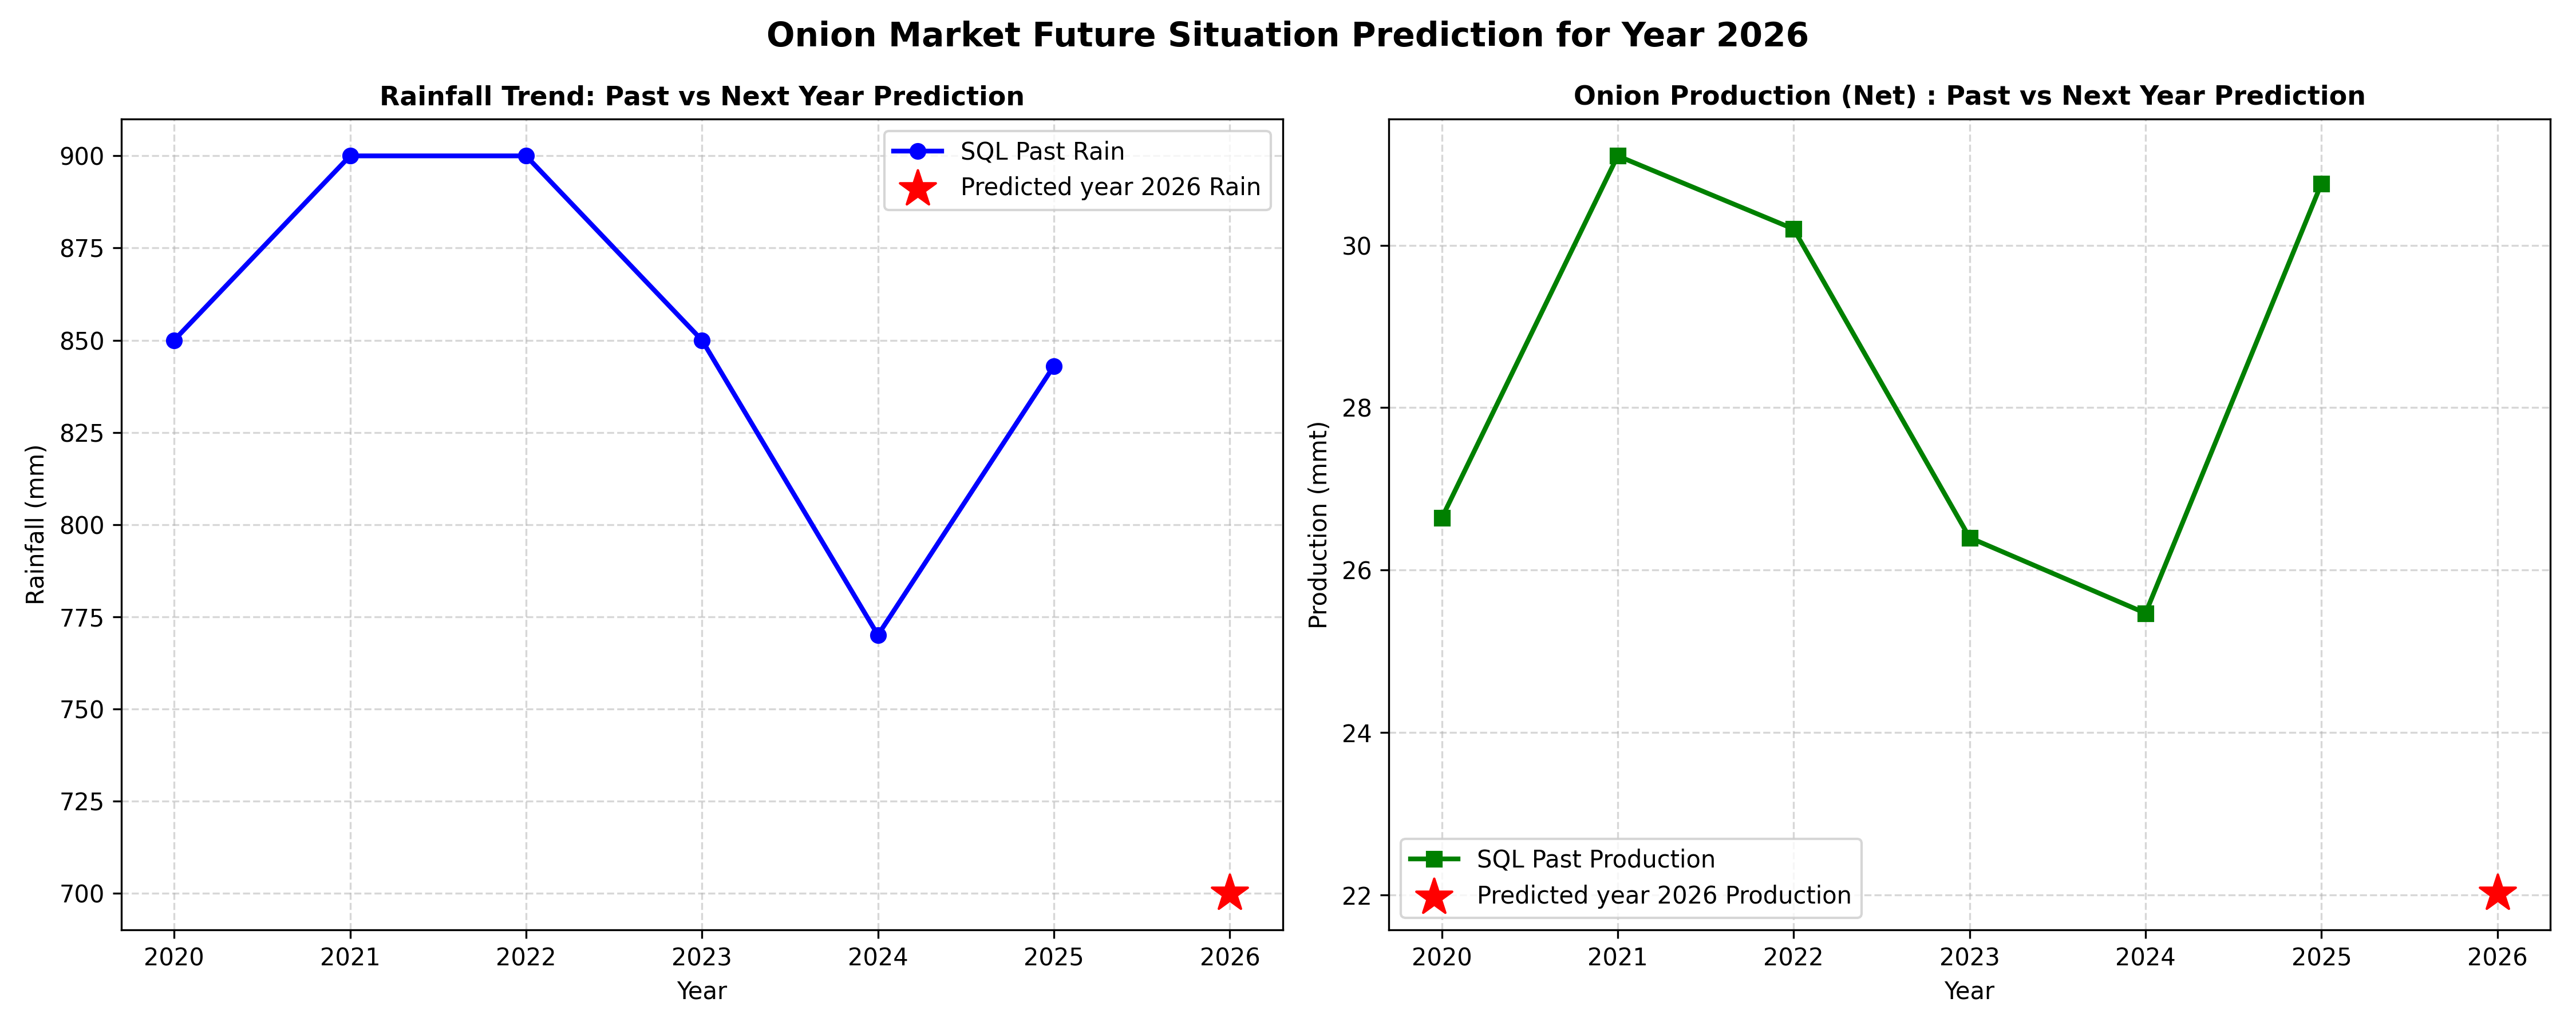 Onion Market Future Situation Prediction for Year 2026
Rainfall Trend: Past vs Next Year Prediction
Rainfall (mm)
900
875
850
825
800
775
750
725
700
SQL Past Rain
Predicted year 2026 Rain
2020 2021 2022 2023 2024 2025 2026
Year
Onion Production (Net) : Past vs Next Year Prediction
Production (mmt)
30
28
26
24
22
SQL Past Production
Predicted year 2026 Production
2020 2021 2022 2023 2024 2025 2026
Year